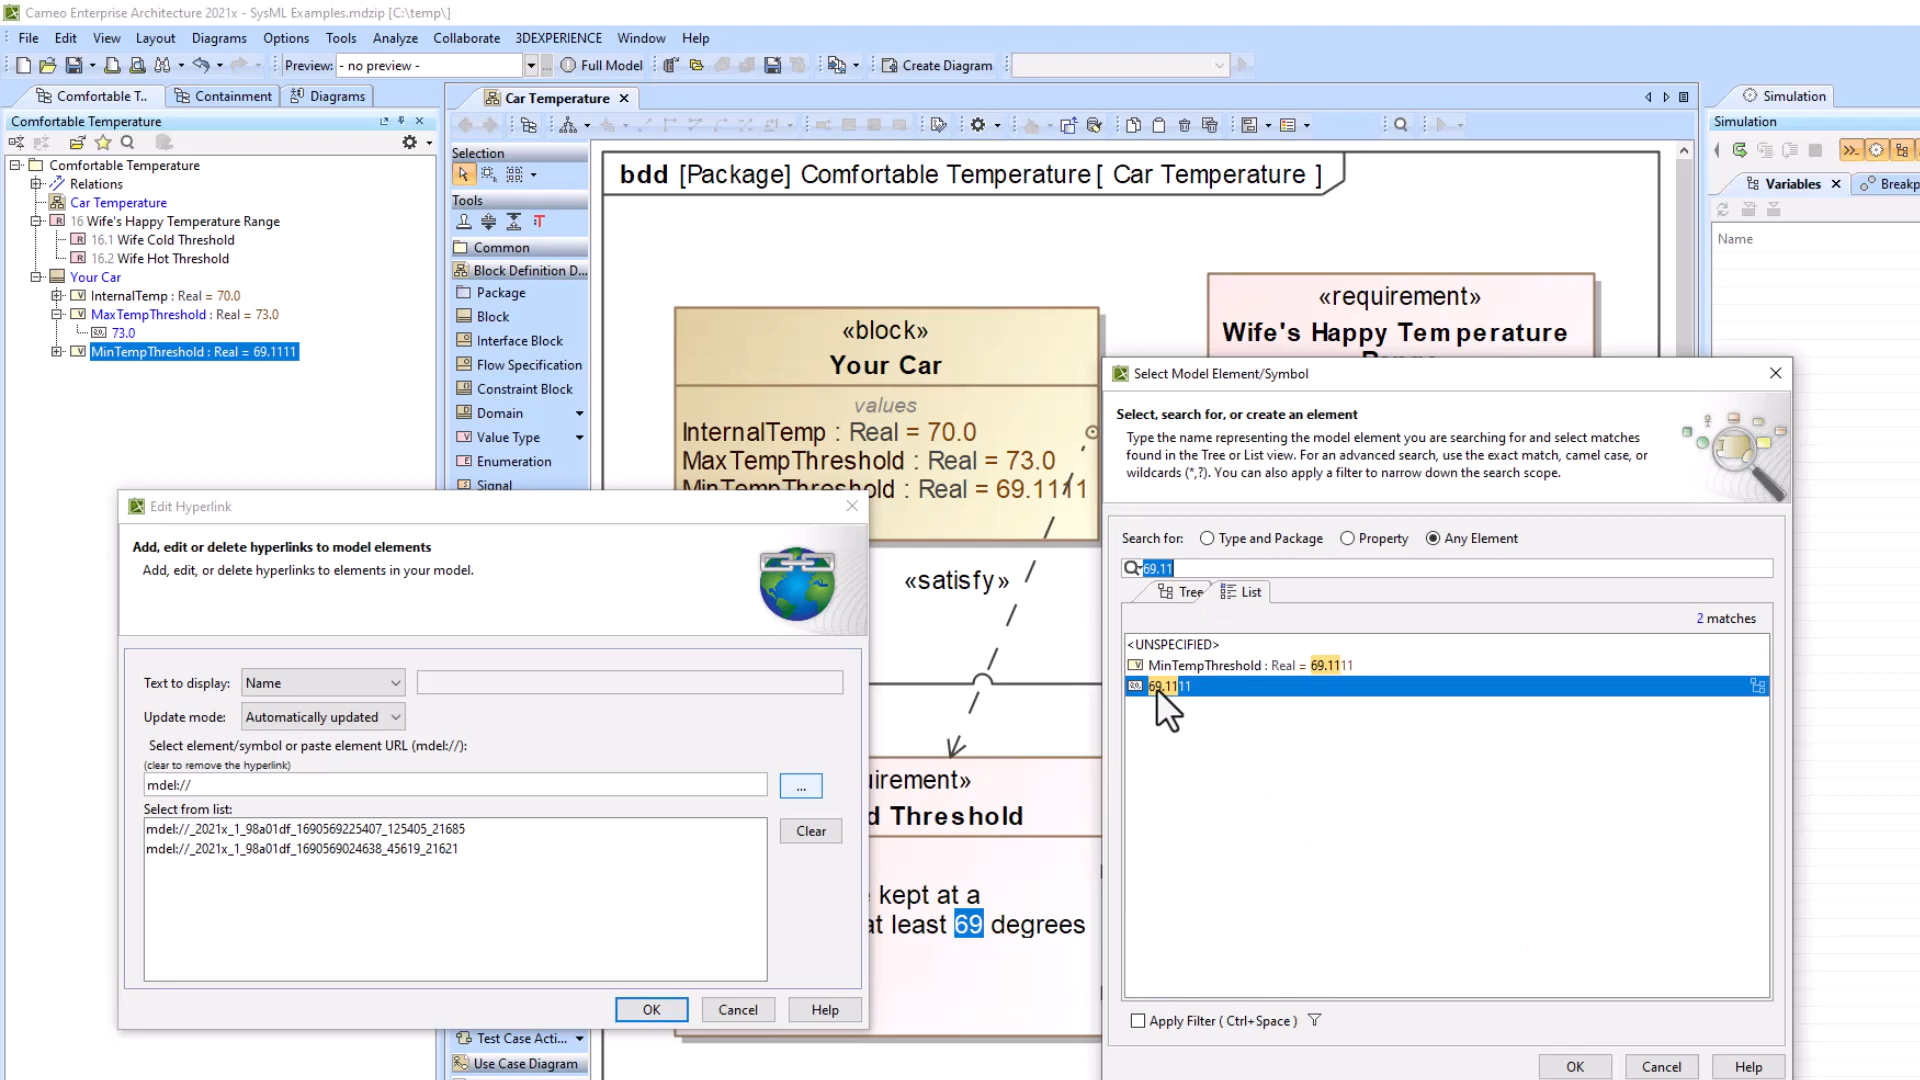 Cameo Enterprise Architecture 2021x - SysML Examples.mdzip [C:\temp\]
File Edit View Layout Diagrams Options Tools Analyze Collaborate 3DEXPERIENCE Window Help
Preview: - no preview - ... Full Model Create Diagram
Comfortable T.. Containment Diagrams
Car Temperature
Simulation
Comfortable Temperature
Simulation
Comfortable Temperature
Relations
Car Temperature
16 Wife's Happy Temperature Range
16.1 Wife Cold Threshold
16.2 Wife Hot Threshold
Your Car
InternalTemp : Real = 70.0
MaxTempThreshold : Real = 73.0
73.0
MinTempThreshold : Real = 69.1111
Selection
Tools
Common
Block Definition D...
Package
Block
Interface Block
Flow Specification
Constraint Block
Domain
Value Type
Enumeration
Signal
Test Case Acti...
Use Case Diagram
bdd [Package] Comfortable Temperature [ Car Temperature ]
«block»
Your Car
values
InternalTemp : Real = 70.0
MaxTempThreshold : Real = 73.0
MinTempThreshold : Real = 69.1111
«requirement»
Wife's Happy Temperature
«satisfy»
uirement»
d Threshold
kept at a
at least 69 degrees
Variables Breakp
Name
Edit Hyperlink
Add, edit or delete hyperlinks to model elements
Add, edit, or delete hyperlinks to elements in your model.
Text to display: Name
Update mode: Automatically updated
Select element/symbol or paste element URL (mdel://):
(clear to remove the hyperlink)
mdel://
...
Select from list:
mdel://_2021x_1_98a01df_1690569225407_125405_21685
mdel://_2021x_1_98a01df_1690569024638_45619_21621
Clear
OK Cancel Help
Select Model Element/Symbol
Select, search for, or create an element
Type the name representing the model element you are searching for and select matches
found in the Tree or List view. For an advanced search, use the exact match, camel case, or
wildcards (*,?). You can also apply a filter to narrow down the search scope.
Search for: Type and Package Property Any Element
69.11
Tree List
2 matches
<UNSPECIFIED>
MinTempThreshold : Real = 69.1111
69.1111
Apply Filter ( Ctrl+Space )
OK Cancel Help